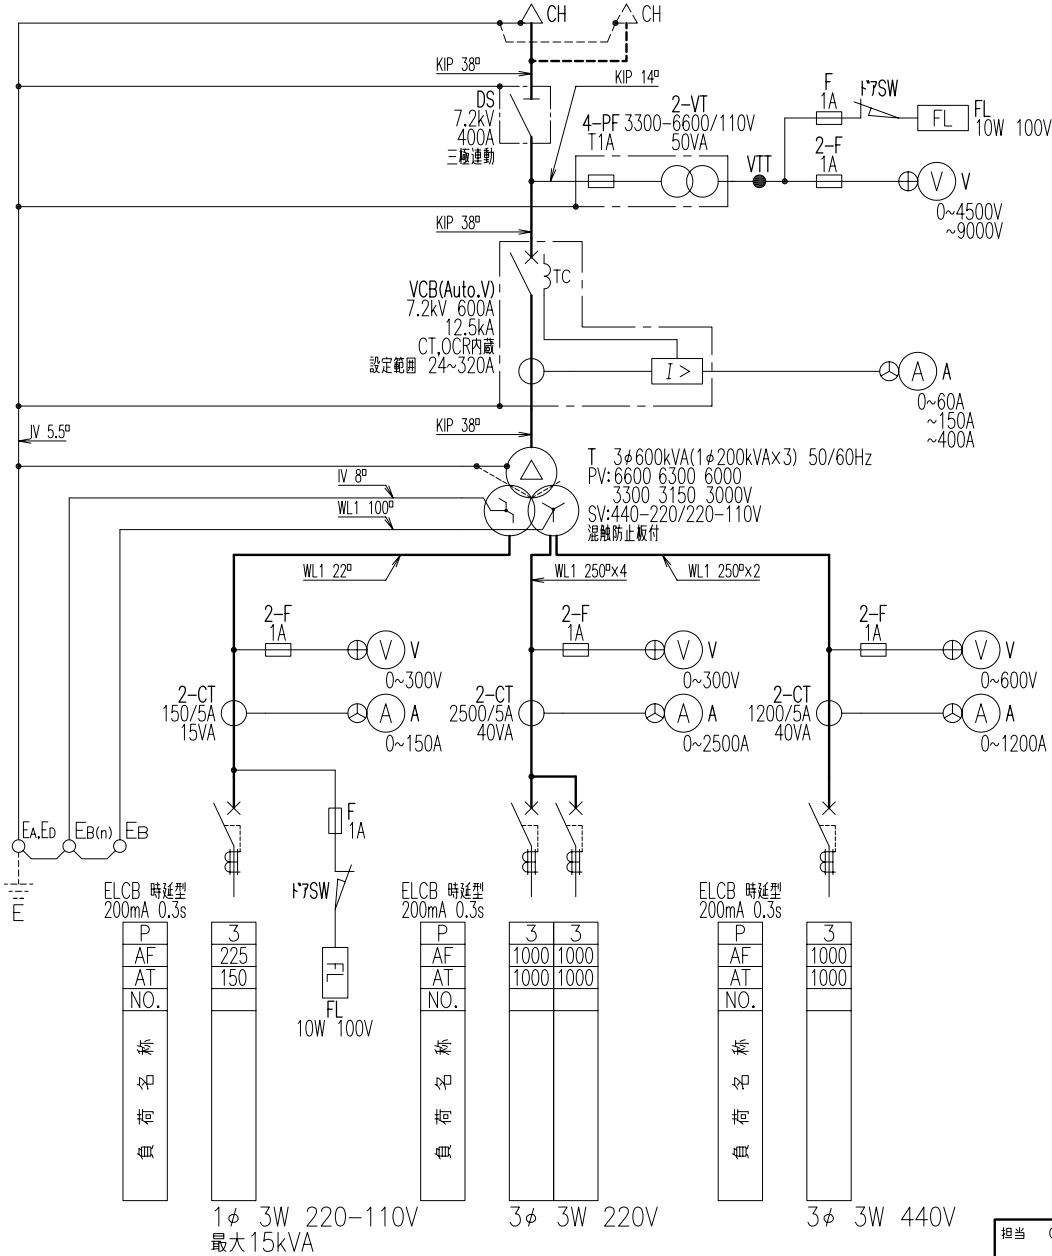 CH
CH
KIP 38°
KIP 14°
DS
7.2kV
400A
三極連動
2-VT
4-PF 3300-6600/110V
T1A
50VA
VTT
F
1A
ドアSW
FL
FL
10W 100V
2-F
1A
V
V
0~4500V
~9000V
KIP 38°
TC
VCB(Auto.V)
7.2kV 600A
12.5kA
CT,OCR内蔵
設定範囲 24~320A
I >
A
A
0~60A
~150A
~400A
IV 5.5°
KIP 38°
T 3φ600kVA(1φ200kVA×3) 50/60Hz
PV:6600 6300 6000
3300 3150 3000V
SV:440-220/220-110V
混触防止板付
IV 8°
WL1 100°
WL1 22°
WL1 250°×4
WL1 250°×2
2-F
1A
V
V
0~300V
2-CT
150/5A
15VA
A
A
0~150A
2-F
1A
V
V
0~300V
2-CT
2500/5A
40VA
A
A
0~2500A
2-F
1A
V
V
0~600V
2-CT
1200/5A
40VA
A
A
0~1200A
F
1A
ドアSW
FL
FL
10W 100V
EA,ED
EB(n)
EB
E
ELCB 時延型
200mA 0.3s
P 3
AF 225
AT 150
NO.
負荷名称
1φ 3W 220-110V
最大15kVA
ELCB 時延型
200mA 0.3s
P 3 3
AF 1000 1000
AT 1000 1000
NO.
負荷名称
3φ 3W 220V
ELCB 時延型
200mA 0.3s
P 3
AF 1000
AT 1000
NO.
負荷名称
3φ 3W 440V
担当